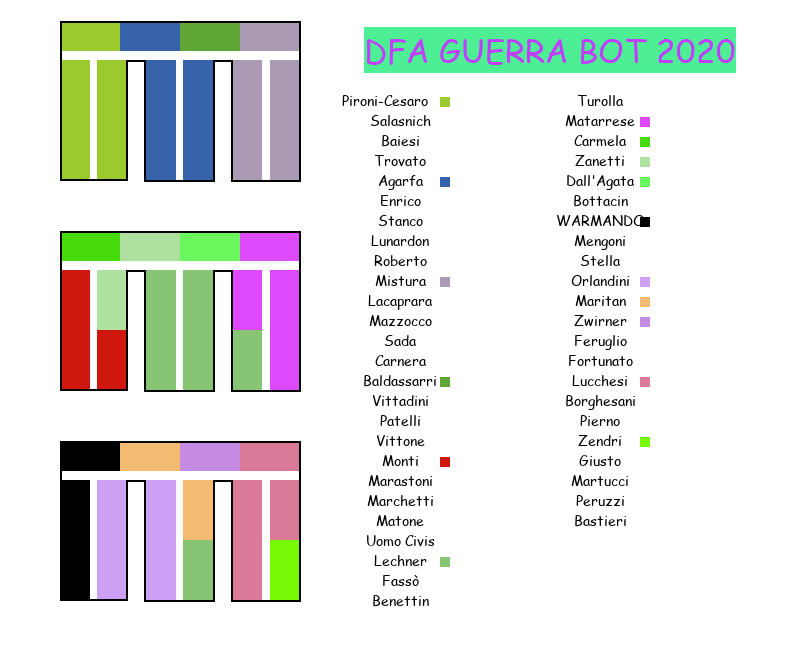 DFA GUERRA BOT 2020
Pironi-Cesaro
Salasnich
Baiesi
Trovato
Agarfa
Enrico
Stanco
Lunardon
Roberto
Mistura
Lacaprara
Mazzocco
Sada
Carnera
Baldassarri
Vittadini
Patelli
Vittone
Monti
Marastoni
Marchetti
Matone
Uomo Civis
Lechner
Fassò
Benettin
Turolla
Matarrese
Carmela
Zanetti
Dall'Agata
Bottacin
WARMANDO
Mengoni
Stella
Orlandini
Maritan
Zwirner
Feruglio
Fortunato
Lucchesi
Borghesani
Pierno
Zendri
Giusto
Martucci
Peruzzi
Bastieri